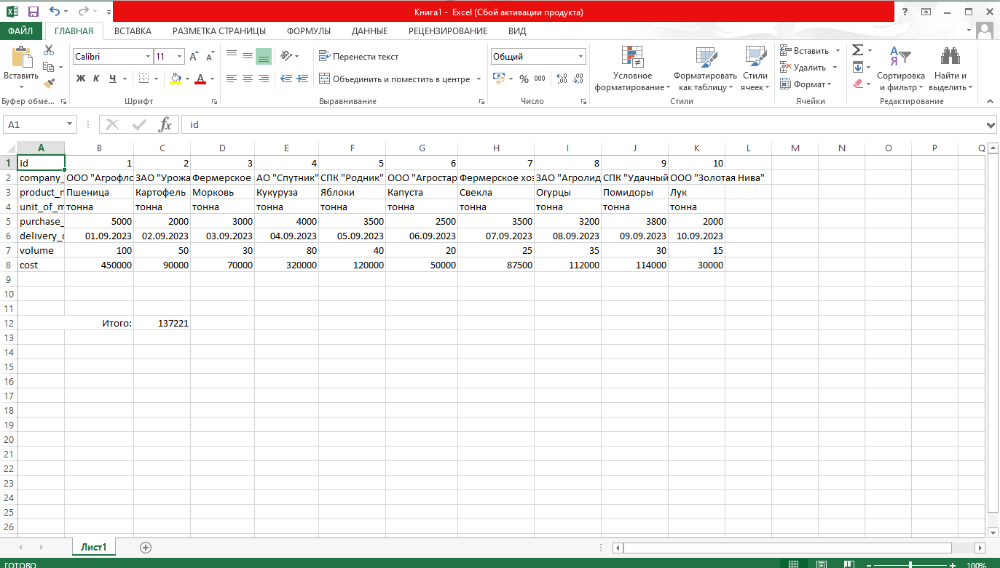 Книга1 - Excel (Сбой активации продукта)
ФАЙЛ ГЛАВНАЯ ВСТАВКА РАЗМЕТКА СТРАНИЦЫ ФОРМУЛЫ ДАННЫЕ РЕЦЕНЗИРОВАНИЕ ВИД
Calibri 11 Перенести текст Общий Вставить
Вставить Ж К Ч Объединить и поместить в центре % 000 Условное форматирование Форматировать как таблицу Стили ячеек Удалить Формат Сортировка и фильтр Найти и выделить
Буфер обме... Шрифт Выравнивание Число Стили Ячейки Редактирование
A1 fx id
A B C D E F G H I J K L M N O P Q
1 id 1 2 3 4 5 6 7 8 9 10
2 company_ ООО "Агрофло ЗАО "Урожа Фермерское АО "Спутник" СПК "Родник" ООО "Агростар Фермерское хоз ЗАО "Агролид СПК "Удачный ООО "Золотая Нива"
3 product_n Пшеница Картофель Морковь Кукуруза Яблоки Капуста Свекла Огурцы Помидоры Лук
4 unit_of_m тонна тонна тонна тонна тонна тонна тонна тонна тонна тонна
5 purchase_ 5000 2000 3000 4000 3500 2500 3500 3200 3800 2000
6 delivery_d 01.09.2023 02.09.2023 03.09.2023 04.09.2023 05.09.2023 06.09.2023 07.09.2023 08.09.2023 09.09.2023 10.09.2023
7 volume 100 50 30 80 40 20 25 35 30 15
8 cost 450000 90000 70000 320000 120000 50000 87500 112000 114000 30000
9
10
11
12 Итого: 137221
13
14
15
16
17
18
19
20
21
22
23
24
25
26
Лист1
ГОТОВО 100%